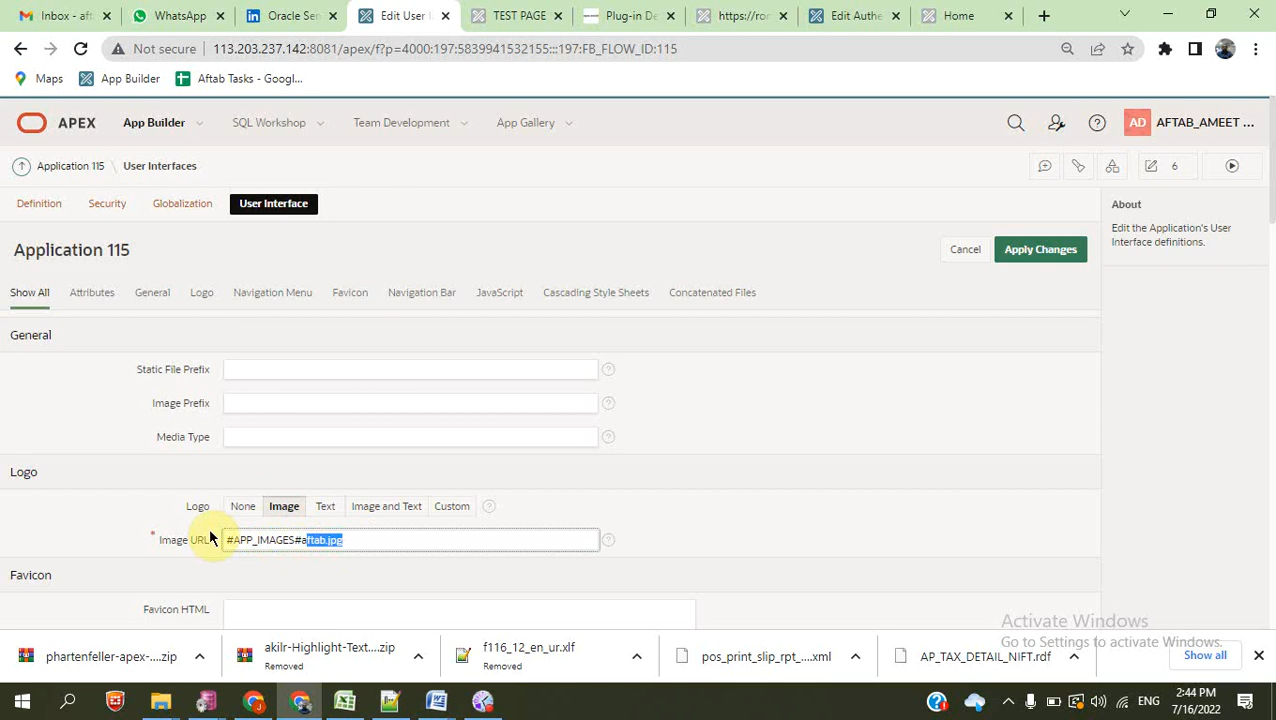 Inbox - af
WhatsApp
Oracle Sen
Edit User I
TEST PAGE
Plug-in De
https://ron
Edit Authe
Home
Not secure
113.203.237.142:8081/apex/f?p=4000:197:5839941532155:::197:FB_FLOW_ID:115
Maps
App Builder
Aftab Tasks - Googl...
APEX
App Builder
SQL Workshop
Team Development
App Gallery
AD
AFTAB_AMEET ...
Application 115
\
User Interfaces
6
Definition
Security
Globalization
User Interface
About
Edit the Application's User
Interface definitions.
Application 115
Cancel
Apply Changes
Show All
Attributes
General
Logo
Navigation Menu
Favicon
Navigation Bar
JavaScript
Cascading Style Sheets
Concatenated Files
General
Static File Prefix
Image Prefix
Media Type
Logo
Logo
None
Image
Text
Image and Text
Custom
* Image URL
#APP_IMAGES#aftab.jpg
Favicon
Favicon HTML
Activate Windows
Go to Settings to activate Windows.
phartenfeller-apex-....zip
akilr-Highlight-Text....zip
Removed
f116_12_en_ur.xlf
Removed
pos_print_slip_rpt_....xml
AP_TAX_DETAIL_NIFT.rdf
Show all
ENG
2:44 PM
7/16/2022